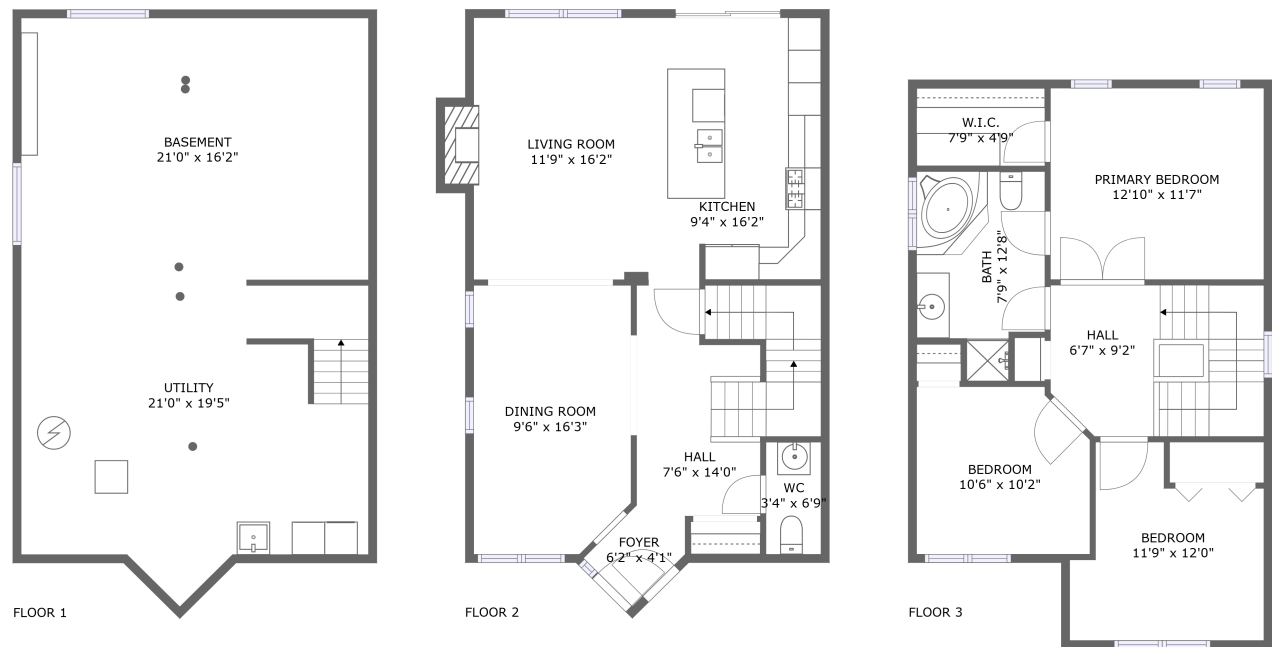 BASEMENT
21'0" x 16'2"
UTILITY
21'0" x 19'5"
FLOOR 1
LIVING ROOM
11'9" x 16'2"
KITCHEN
9'4" x 16'2"
DINING ROOM
9'6" x 16'3"
HALL
7'6" x 14'0"
WC
3'4" x 6'9"
FOYER
6'2" x 4'1"
FLOOR 2
W.I.C.
7'9" x 4'9"
PRIMARY BEDROOM
12'10" x 11'7"
BATH
7'9" x 12'8"
HALL
6'7" x 9'2"
BEDROOM
10'6" x 10'2"
BEDROOM
11'9" x 12'0"
FLOOR 3